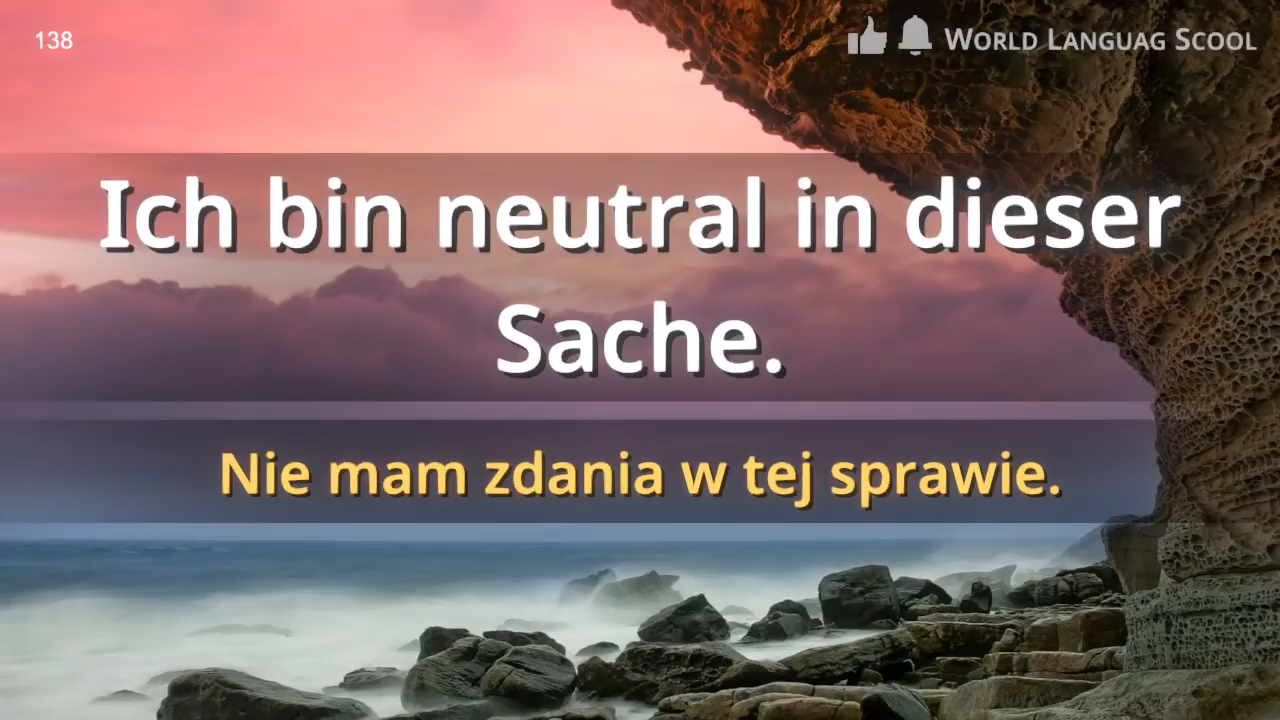 138
World Languag Scool
Ich bin neutral in dieser
Sache.
Nie mam zdania w tej sprawie.